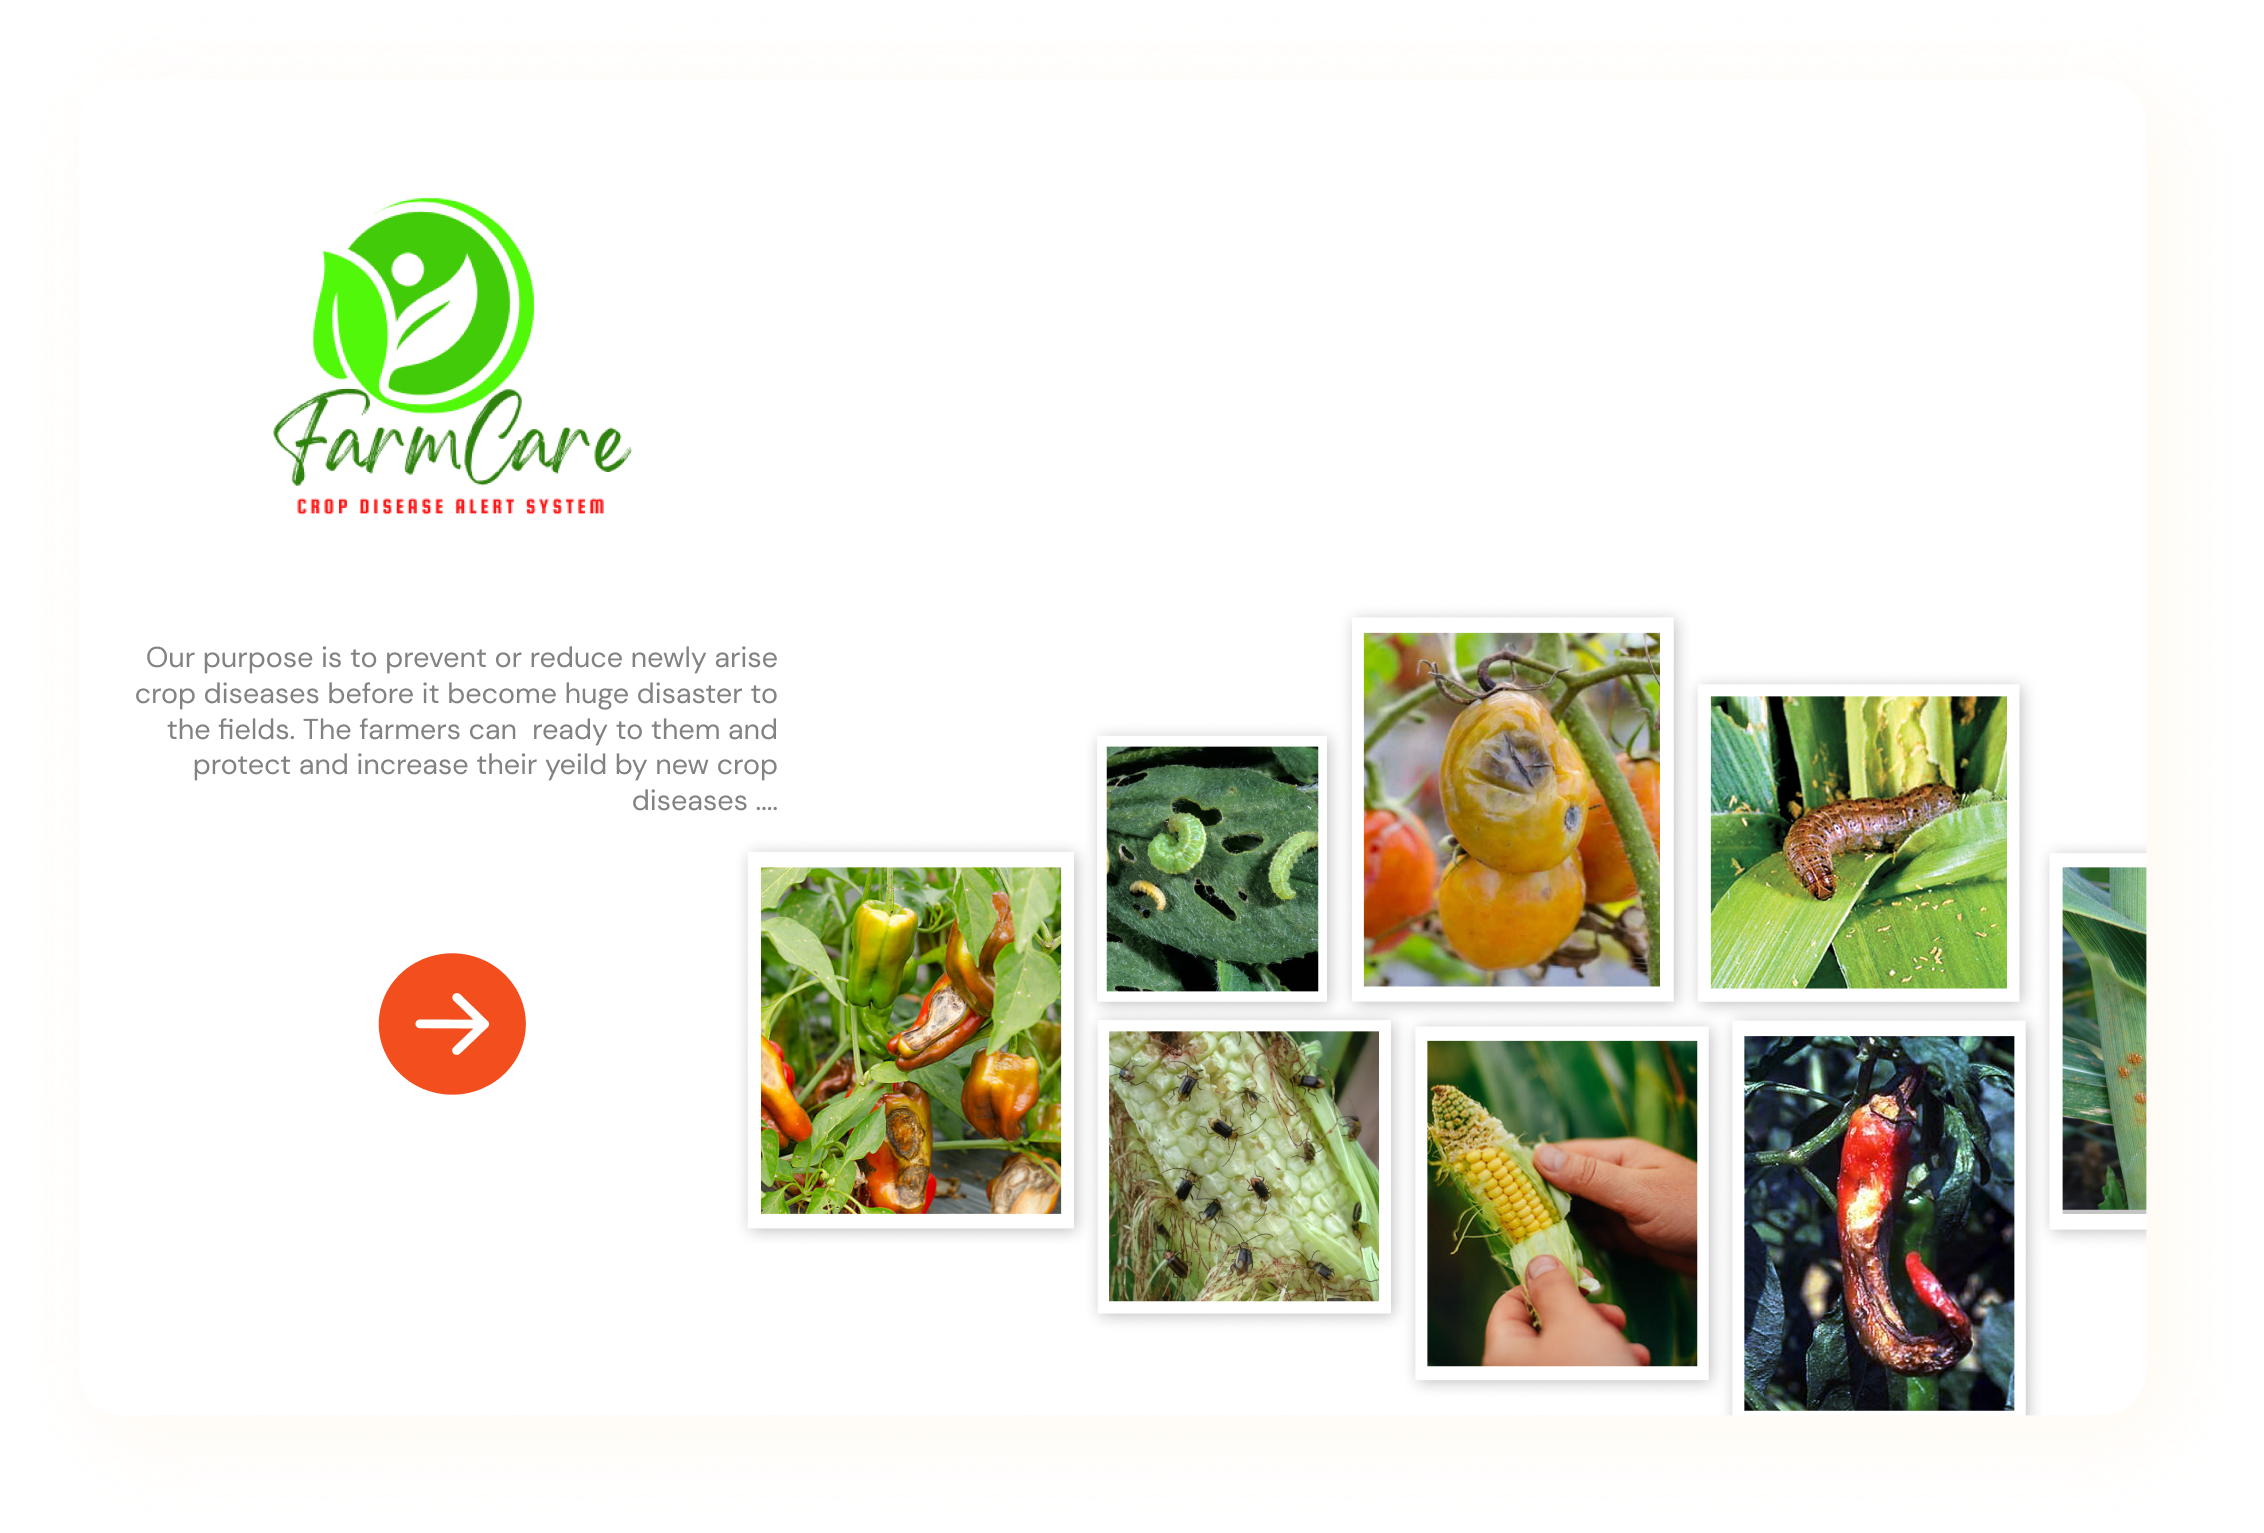 FarmCare
CROP DISEASE ALERT SYSTEM
Our purpose is to prevent or reduce newly arise
crop diseases before it become huge disaster to
the fields. The farmers can  ready to them and
protect and increase their yeild by new crop
diseases ....